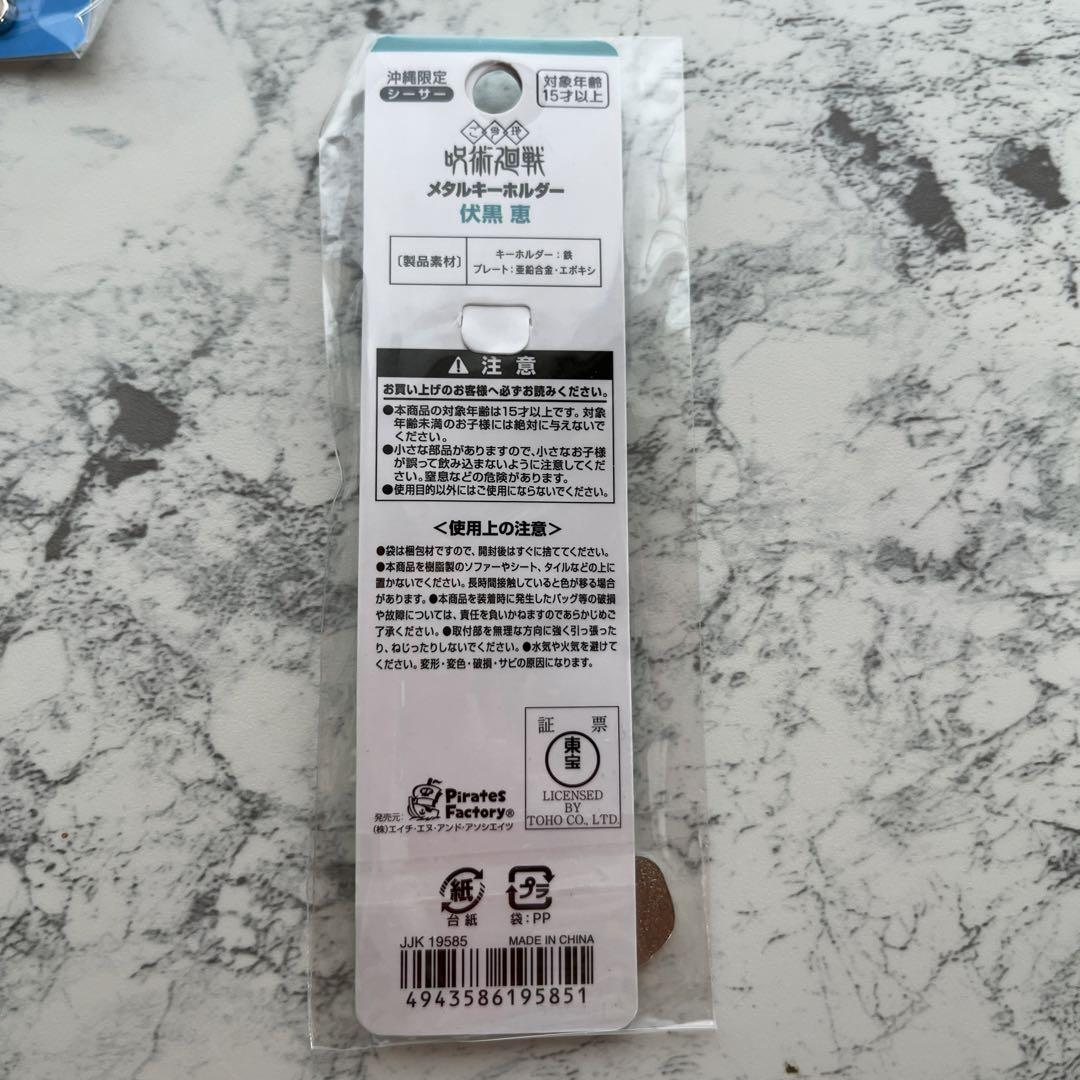 沖縄限定
シーサー
対象年齢
15才以上
ご当地
呪術廻戦
メタルキーホルダー
伏黒 恵
〔製品素材〕
キーホルダー：鉄
プレート：亜鉛合金・エポキシ
注 意
お買い上げのお客様へ必ずお読みください。
●本商品の対象年齢は15才以上です。対象
年齢未満のお子様には絶対に与えないで
ください。
●小さな部品がありますので、小さなお子様
が誤って飲み込まないように注意してくだ
さい。窒息などの危険があります。
●使用目的以外にはご使用にならないでください。
＜使用上の注意＞
●袋は梱包材ですので、開封後はすぐに捨ててください。
●本商品を樹脂製のソファーやシート、タイルなどの上に
置かないでください。長時間接触していると色が移る場合
があります。●本商品を装着時に発生したバッグ等の破損
や故障については、責任を負いかねますのであらかじめご
了承ください。●取付部を無理な方向に強く引っ張った
り、ねじったりしないでください。●水気や火気を避けて
ください。変形・変色・破損・サビの原因になります。
証 票
東宝
LICENSED
BY
TOHO CO., LTD.
Pirates
Factory®
発売元：
(株)エイチ・エヌ・アンド・アソシエイツ
紙
台紙
プラ
袋：PP
JJK 19585
MADE IN CHINA
4943586195851